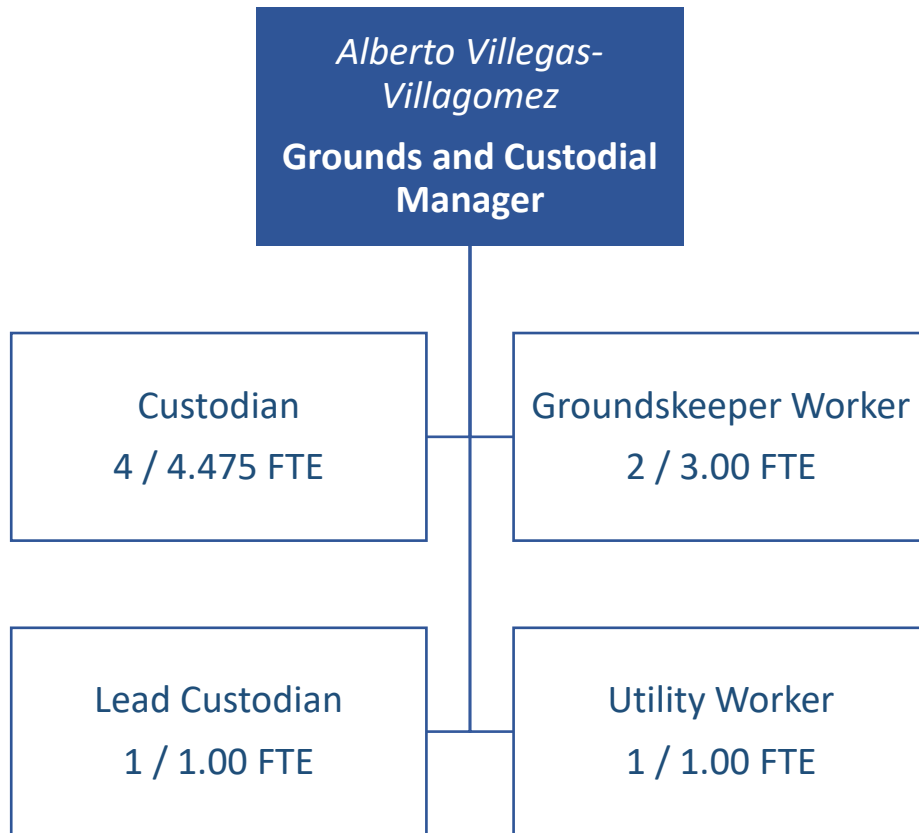 Alberto Villegas-
Villagomez
Grounds and Custodial
Manager
Custodian
4 / 4.475 FTE
Groundskeeper Worker
2 / 3.00 FTE
Lead Custodian
1 / 1.00 FTE
Utility Worker
1 / 1.00 FTE